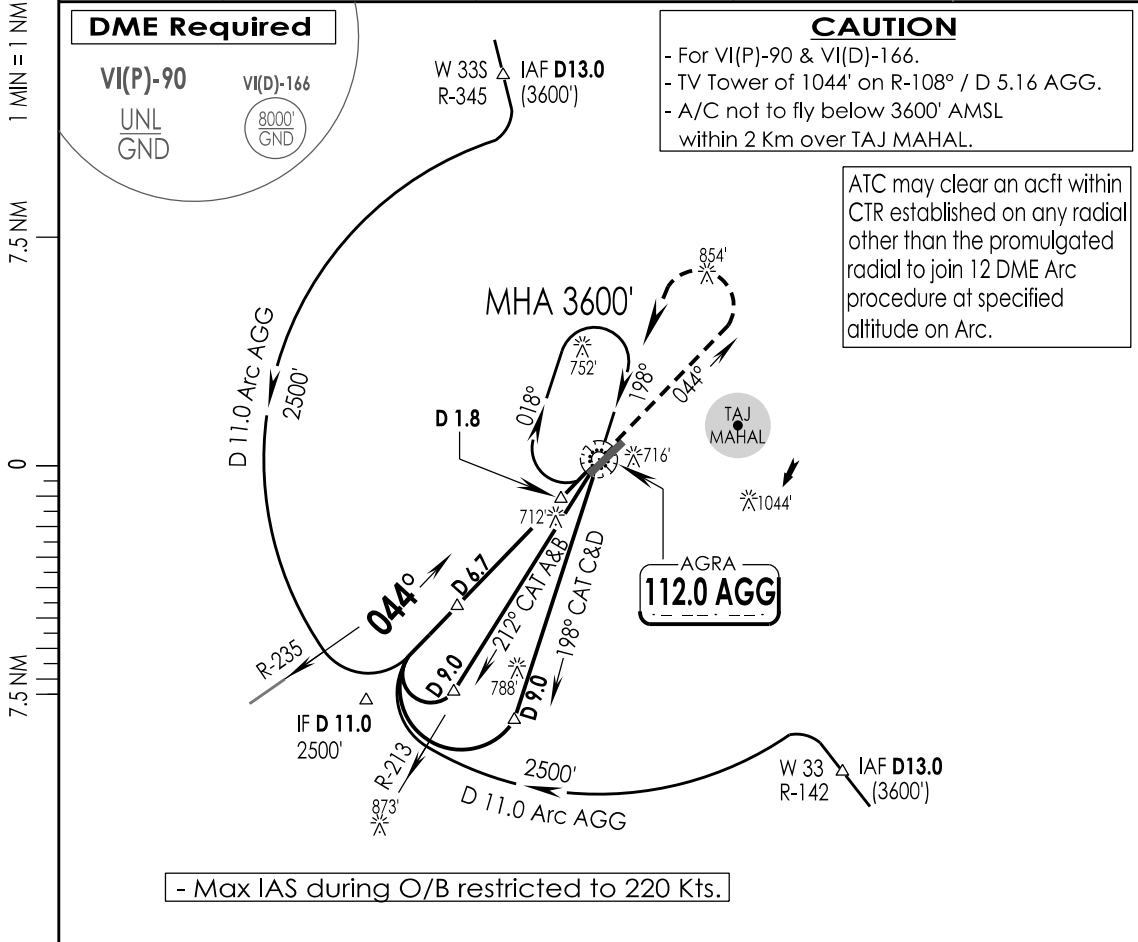 1 MIN = 1 NM
7.5 NM
0
7.5 NM
DME Required
VI(P)-90
UNL
GND
VI(D)-166
8000'
GND
W 33S
R-345
IAF D13.0
(3600')
CAUTION
- For VI(P)-90 & VI(D)-166.
- TV Tower of 1044' on R-108° / D 5.16 AGG.
- A/C not to fly below 3600' AMSL
within 2 Km over TAJ MAHAL.
ATC may clear an acft within
CTR established on any radial
other than the promulgated
radial to join 12 DME Arc
procedure at specified
altitude on Arc.
854'
MHA 3600'
752'
198°
044°
018°
D 11.0 Arc AGG
2500'
D 1.8
TAJ
MAHAL
716'
1044'
712'
AGRA
112.0 AGG
D 6.7
044°
212° CAT A&B
198° CAT C&D
R-235
D 9.0
788'
D 9.0
IF D 11.0
2500'
R-213
873'
2500'
D 11.0 Arc AGG
W 33
R-142
IAF D13.0
(3600')
- Max IAS during O/B restricted to 220 Kts.